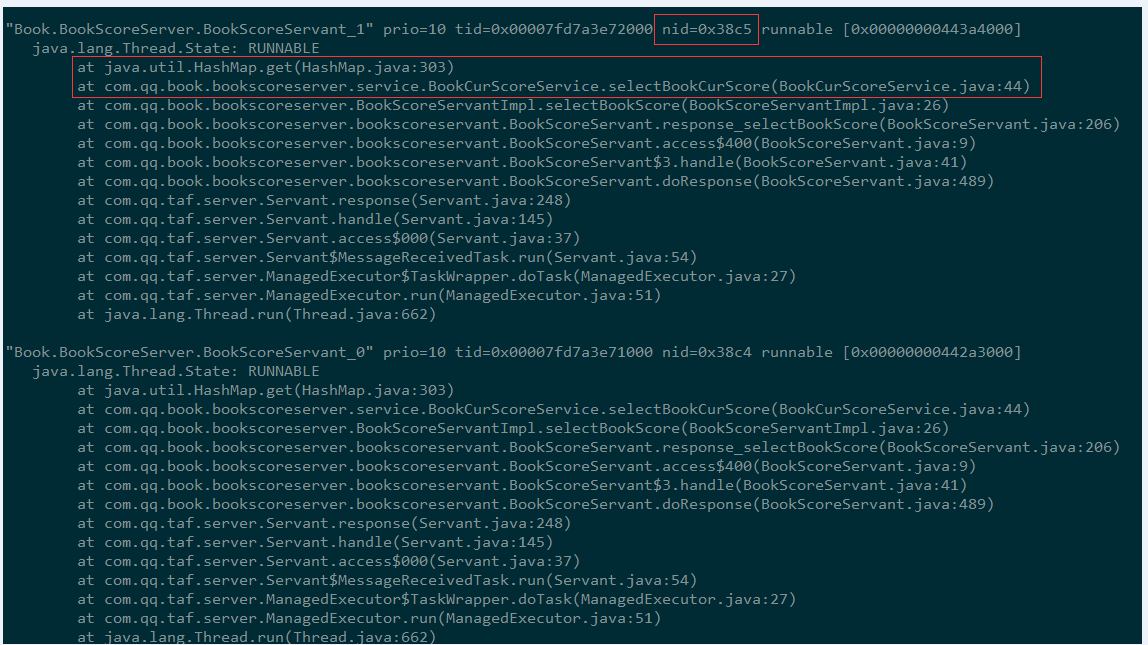 "Book.BookScoreServer.BookScoreServant_1" prio=10 tid=0x00007fd7a3e72000 nid=0x38c5 runnable [0x00000000443a4000]
java.lang.Thread.State: RUNNABLE
at java.util.HashMap.get(HashMap.java:303)
at com.qq.book.bookscoreserver.service.BookCurScoreService.selectBookCurScore(BookCurScoreService.java:44)
at com.qq.book.bookscoreserver.BookScoreServantImpl.selectBookScore(BookScoreServantImpl.java:26)
at com.qq.book.bookscoreserver.bookscoreservant.BookScoreServant.response_selectBookScore(BookScoreServant.java:206)
at com.qq.book.bookscoreserver.bookscoreservant.BookScoreServant.access$400(BookScoreServant.java:9)
at com.qq.book.bookscoreserver.bookscoreservant.BookScoreServant$3.handle(BookScoreServant.java:41)
at com.qq.book.bookscoreserver.bookscoreservant.BookScoreServant.doResponse(BookScoreServant.java:489)
at com.qq.taf.server.Servant.response(Servant.java:248)
at com.qq.taf.server.Servant.handle(Servant.java:145)
at com.qq.taf.server.Servant.access$000(Servant.java:37)
at com.qq.taf.server.Servant$MessageReceivedTask.run(Servant.java:54)
at com.qq.taf.server.ManagedExecutor$TaskWrapper.doTask(ManagedExecutor.java:27)
at com.qq.taf.server.ManagedExecutor.run(ManagedExecutor.java:51)
at java.lang.Thread.run(Thread.java:662)
"Book.BookScoreServer.BookScoreServant_0" prio=10 tid=0x00007fd7a3e71000 nid=0x38c4 runnable [0x00000000442a3000]
java.lang.Thread.State: RUNNABLE
at java.util.HashMap.get(HashMap.java:303)
at com.qq.book.bookscoreserver.service.BookCurScoreService.selectBookCurScore(BookCurScoreService.java:44)
at com.qq.book.bookscoreserver.BookScoreServantImpl.selectBookScore(BookScoreServantImpl.java:26)
at com.qq.book.bookscoreserver.bookscoreservant.BookScoreServant.response_selectBookScore(BookScoreServant.java:206)
at com.qq.book.bookscoreserver.bookscoreservant.BookScoreServant.access$400(BookScoreServant.java:9)
at com.qq.book.bookscoreserver.bookscoreservant.BookScoreServant$3.handle(BookScoreServant.java:41)
at com.qq.book.bookscoreserver.bookscoreservant.BookScoreServant.doResponse(BookScoreServant.java:489)
at com.qq.taf.server.Servant.response(Servant.java:248)
at com.qq.taf.server.Servant.handle(Servant.java:145)
at com.qq.taf.server.Servant.access$000(Servant.java:37)
at com.qq.taf.server.Servant$MessageReceivedTask.run(Servant.java:54)
at com.qq.taf.server.ManagedExecutor$TaskWrapper.doTask(ManagedExecutor.java:27)
at com.qq.taf.server.ManagedExecutor.run(ManagedExecutor.java:51)
at java.lang.Thread.run(Thread.java:662)